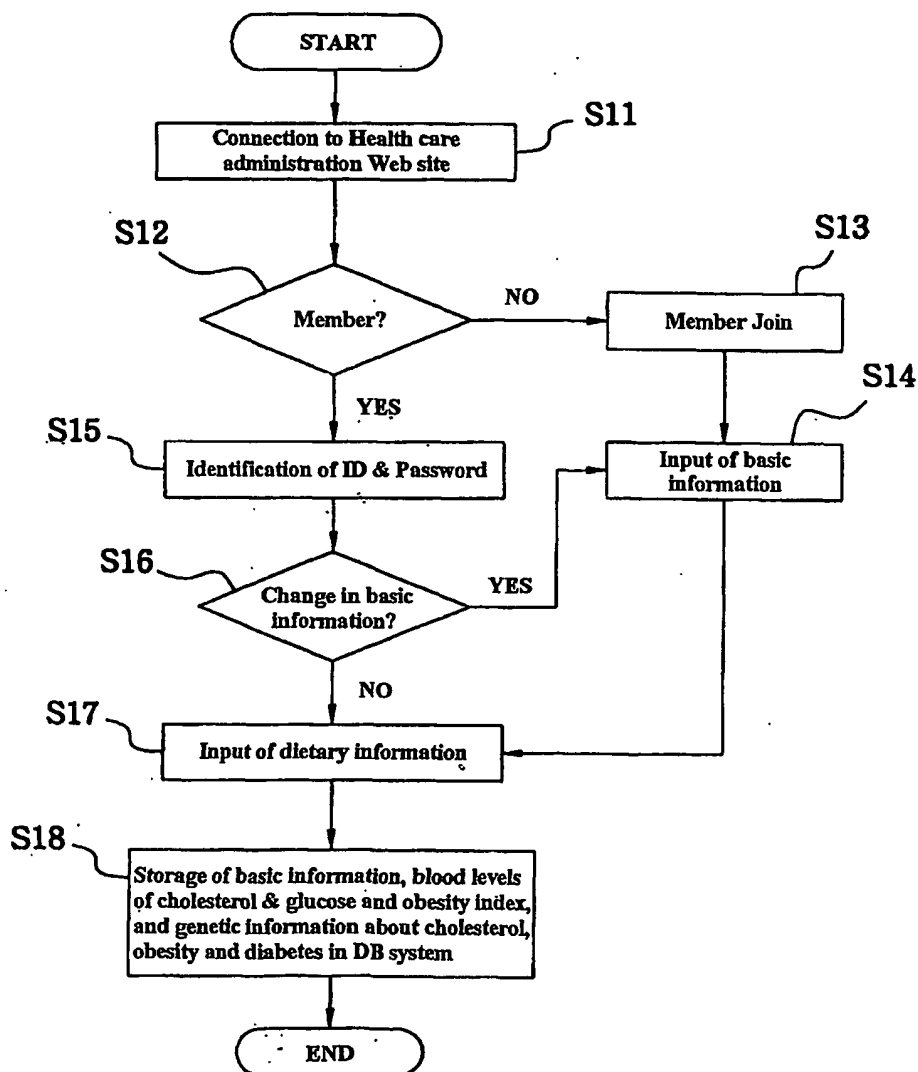 START
S11
Connection to Health care
administration Web site
S12
Member?
NO
S13
Member Join
YES
S14
S15
Identification of ID & Password
Input of basic
information
S16
Change in basic
information?
YES
NO
S17
Input of dietary information
S18
Storage of basic information, blood levels
of cholesterol & glucose and obesity index,
and genetic information about cholesterol,
obesity and diabetes in DB system
END